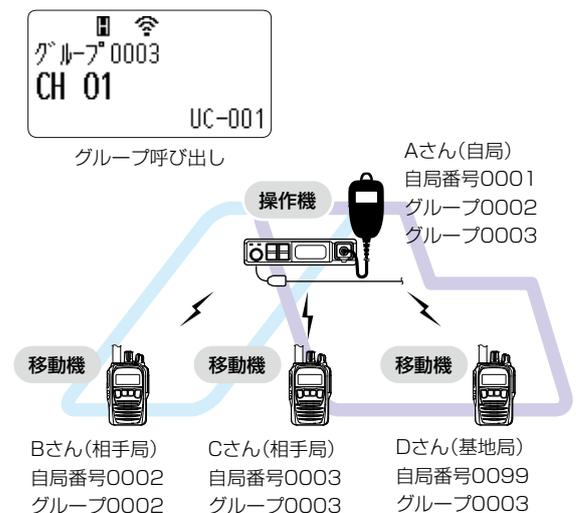 グループ0003
CH 01
UC-001
グループ呼び出し
Aさん（自局）
自局番号0001
グループ0002
グループ0003
操作機
移動機
移動機
移動機
Bさん（相手局）
自局番号0002
グループ0002
Cさん（相手局）
自局番号0003
グループ0003
Dさん（基地局）
自局番号0099
グループ0003